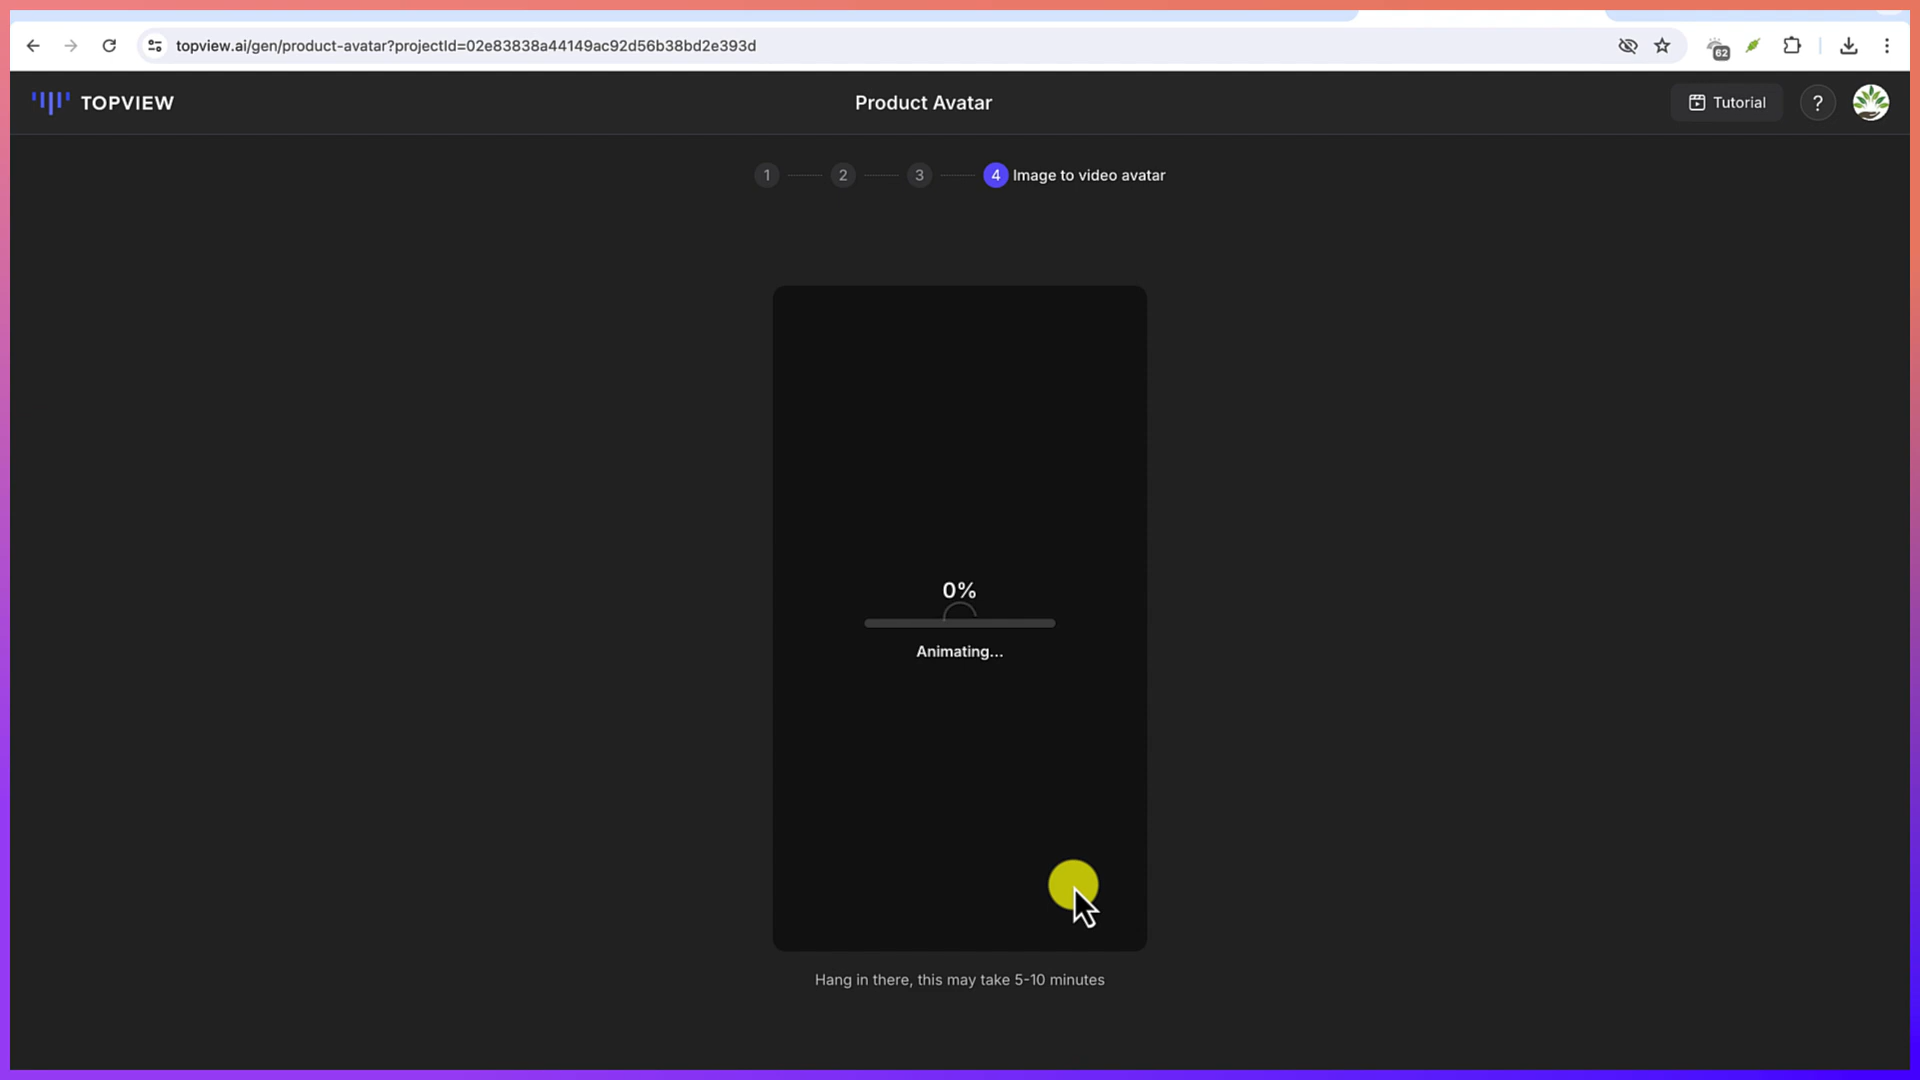 topview.ai/gen/product-avatar?projectId=02e83838a44149ac92d56b38bd2e393d
62
TOPVIEW
Product Avatar
Tutorial
?
1
2
3
4 Image to video avatar
0%
Animating...
Hang in there, this may take 5-10 minutes